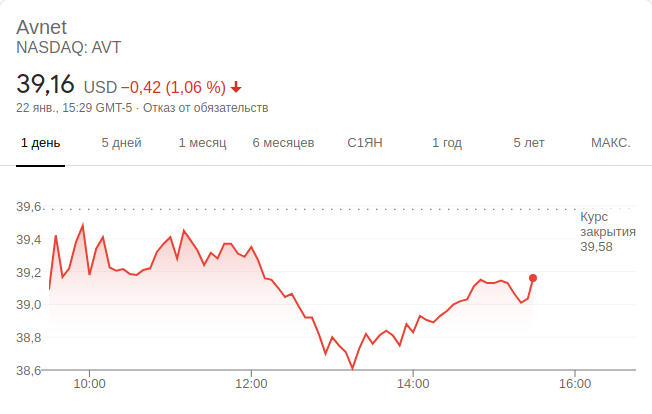 Avnet
NASDAQ: AVT
39,16 USD −0,42 (1,06 %)
22 янв., 15:29 GMT-5 · Отказ от обязательств
1 день 5 дней 1 месяц 6 месяцев С1ЯН 1 год 5 лет МАКС.
39,6
Курс
закрытия
39,58
39,4
39,2
39,0
38,8
38,6
10:00 12:00 14:00 16:00